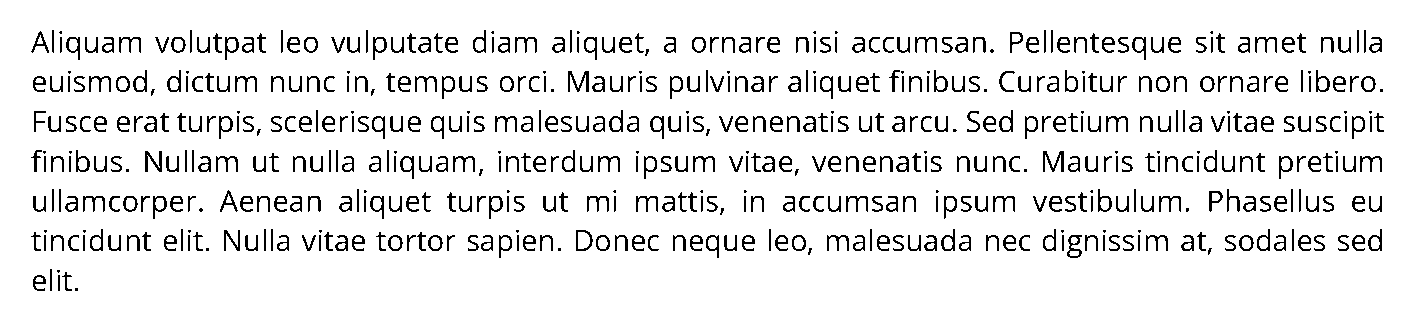 Aliquam volutpat leo vulputate diam aliquet, a ornare nisi accumsan. Pellentesque sit amet nulla
euismod, dictum nunc in, tempus orci. Mauris pulvinar aliquet finibus. Curabitur non ornare libero.
Fusce erat turpis, scelerisque quis malesuada quis, venenatis ut arcu. Sed pretium nulla vitae suscipit
finibus. Nullam ut nulla aliquam, interdum ipsum vitae, venenatis nunc. Mauris tincidunt pretium
ullamcorper. Aenean aliquet turpis ut mi mattis, in accumsan ipsum vestibulum. Phasellus eu
tincidunt elit. Nulla vitae tortor sapien. Donec neque leo, malesuada nec dignissim at, sodales sed
elit.